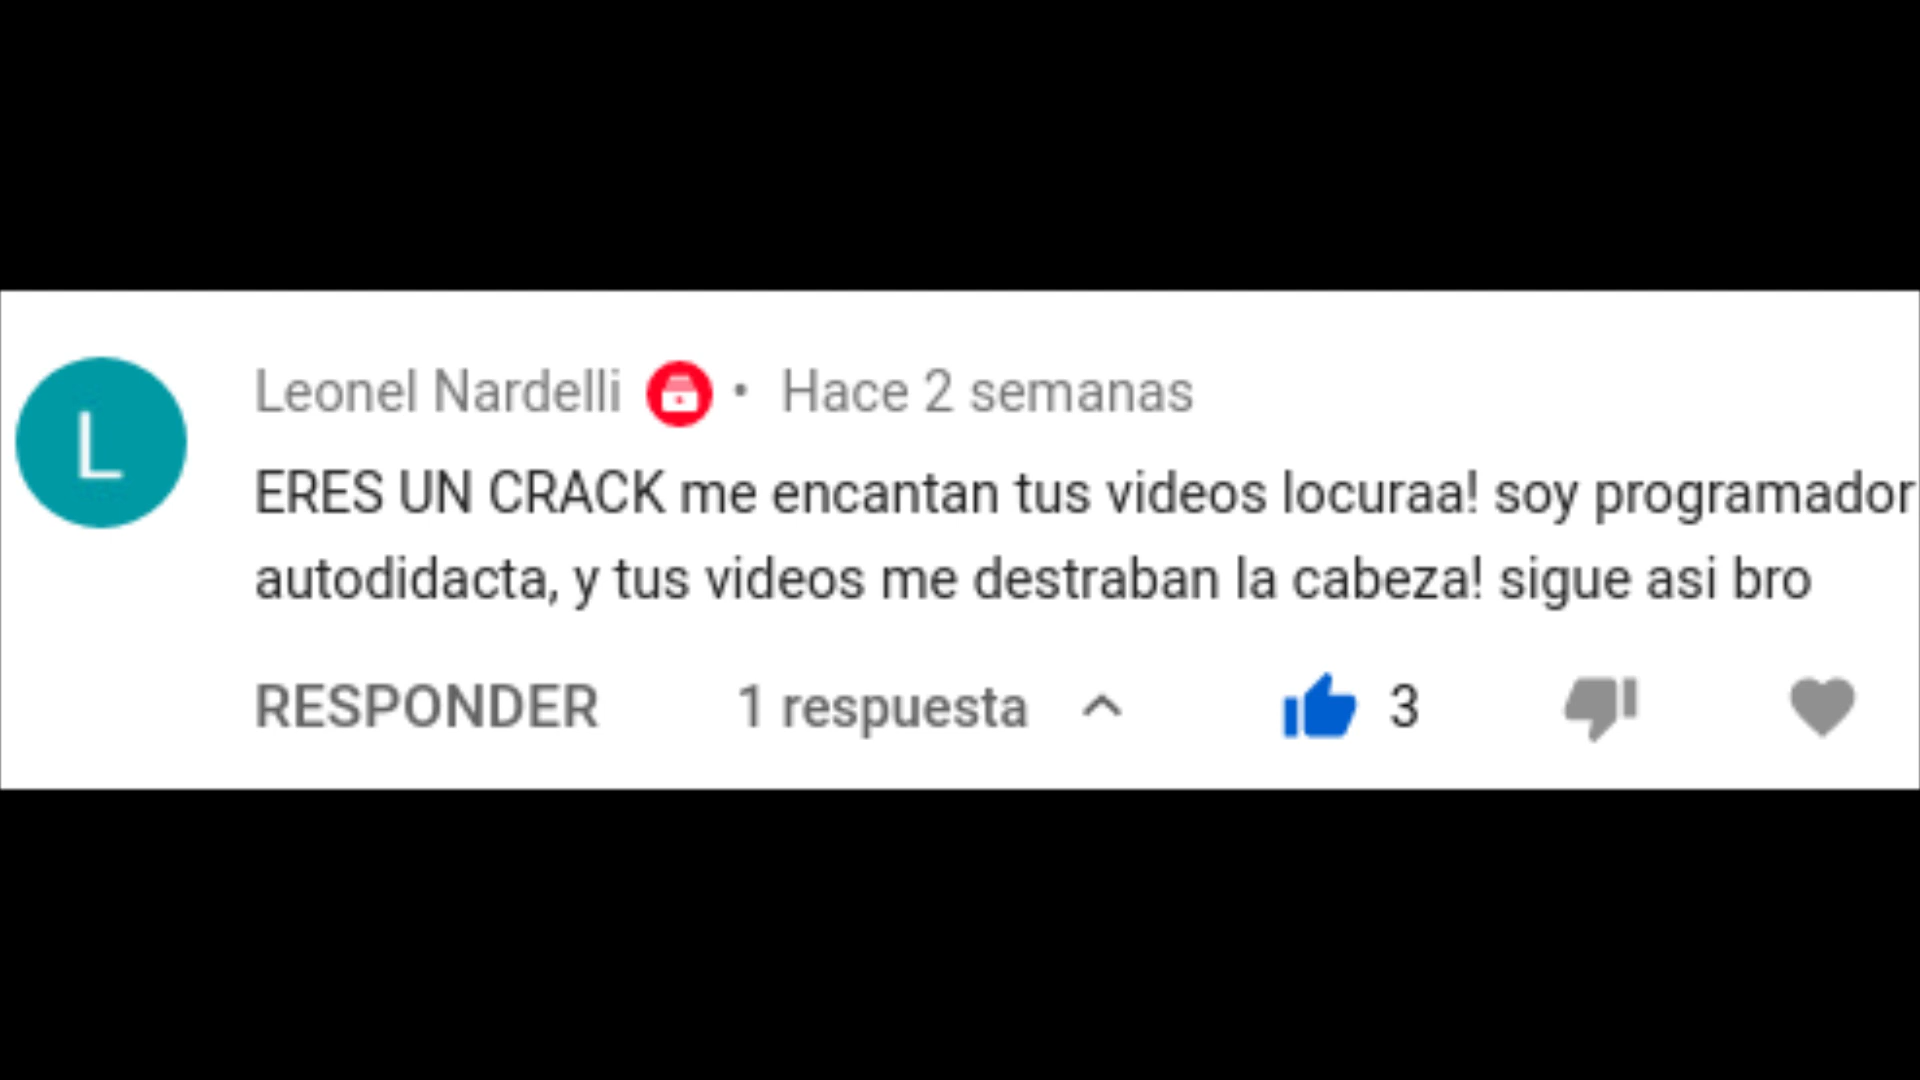 L
Leonel Nardelli • Hace 2 semanas
ERES UN CRACK me encantan tus videos locuraa! soy programador
autodidacta, y tus videos me destraban la cabeza! sigue asi bro
RESPONDER 1 respuesta 3